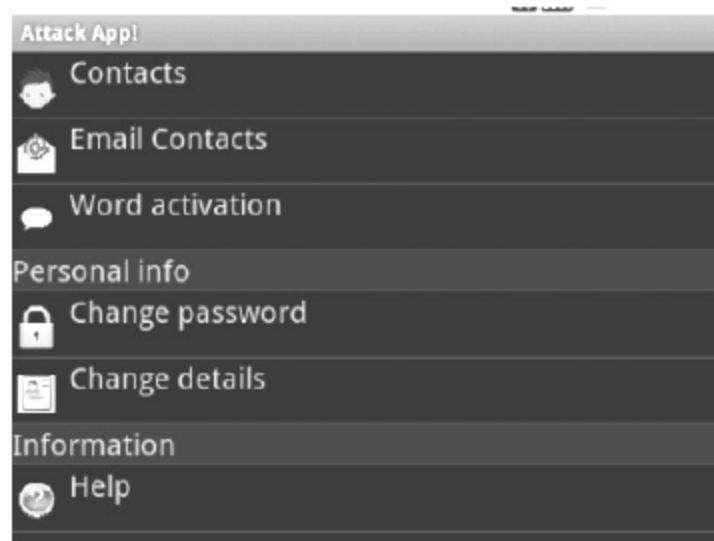 Attack App!
Contacts
Email Contacts
Word activation
Personal info
Change password
Change details
Information
Help